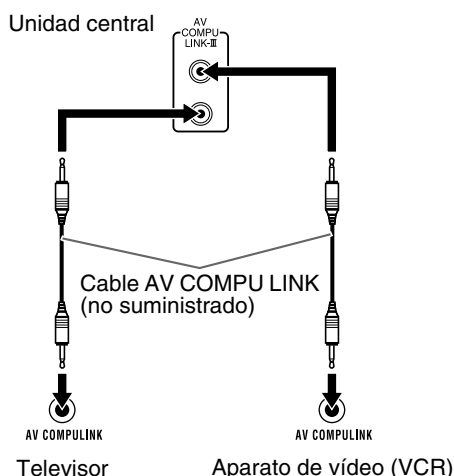 Unidad central
AV
COMPU
LINK-III
Cable AV COMPU LINK
(no suministrado)
AV COMPULINK
AV COMPULINK
Televisor
Aparato de vídeo (VCR)